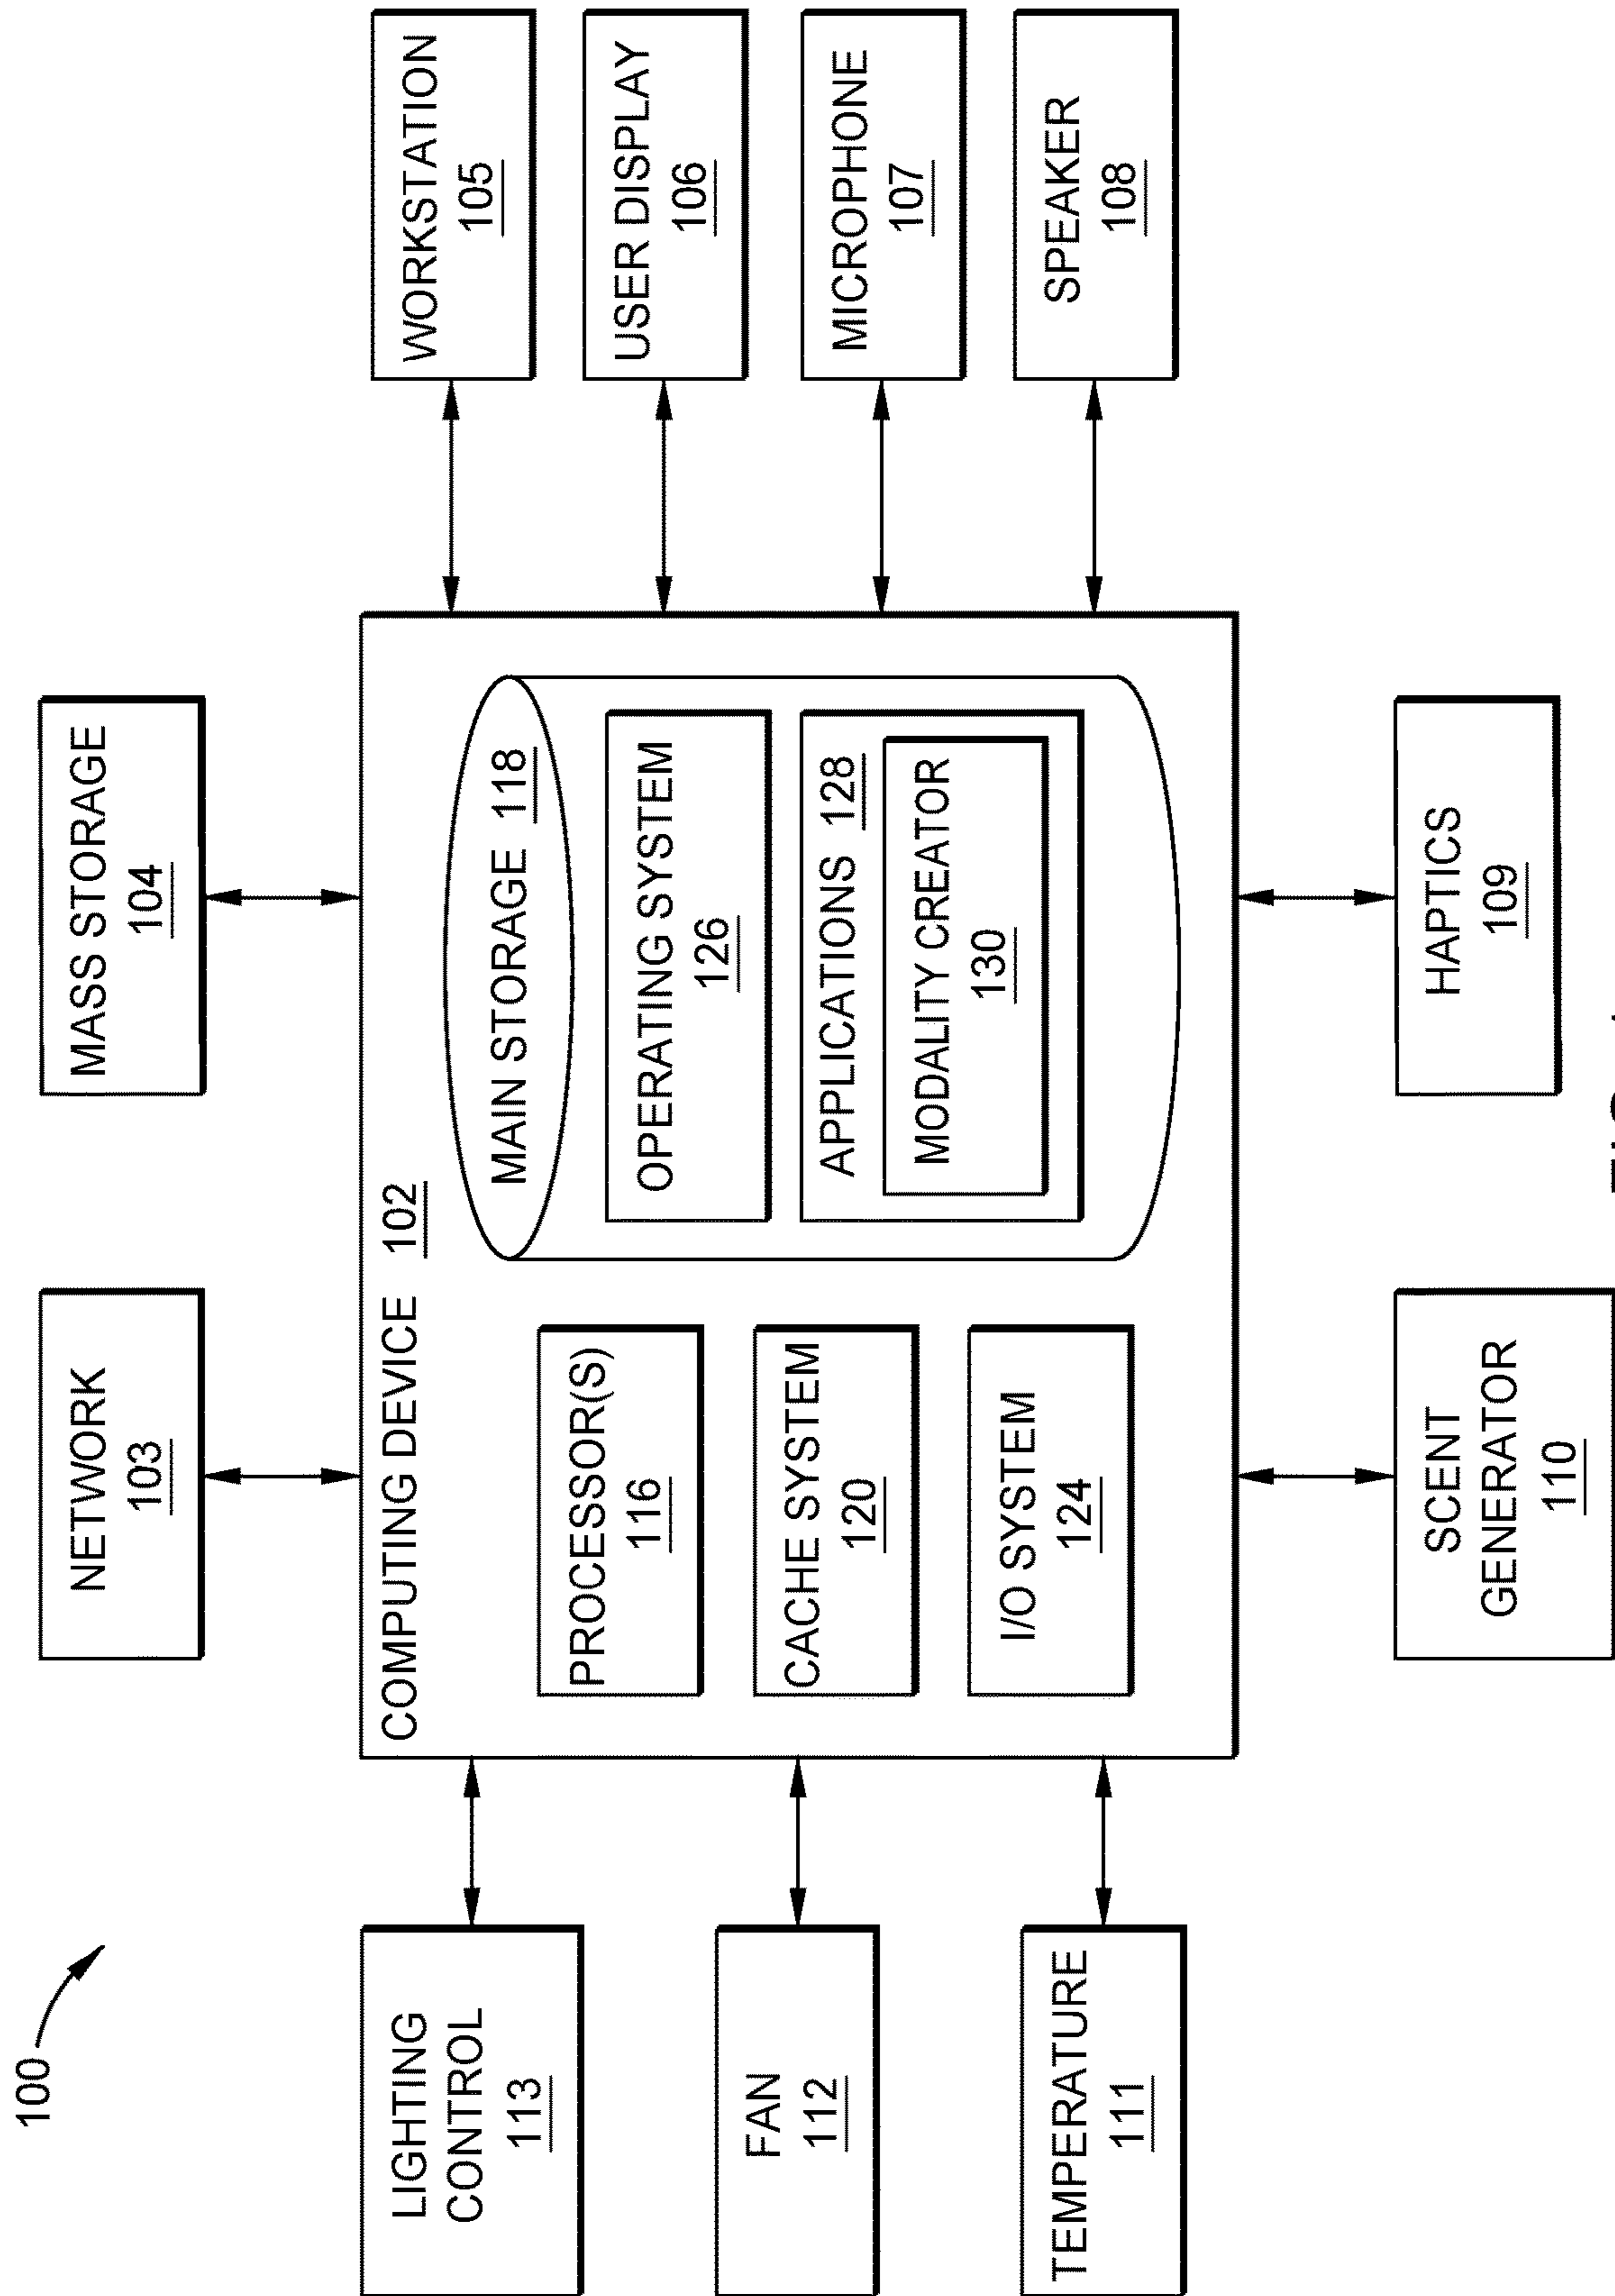 100
NETWORK
103
MASS STORAGE
104
LIGHTING
CONTROL
113
FAN
112
TEMPERATURE
111
COMPUTING DEVICE 102
PROCESSOR(S)
116
CACHE SYSTEM
120
I/O SYSTEM
124
MAIN STORAGE 118
OPERATING SYSTEM
126
APPLICATIONS 128
MODALITY CREATOR
130
WORKSTATION
105
USER DISPLAY
106
MICROPHONE
107
SPEAKER
108
SCENT
GENERATOR
110
HAPTICS
109